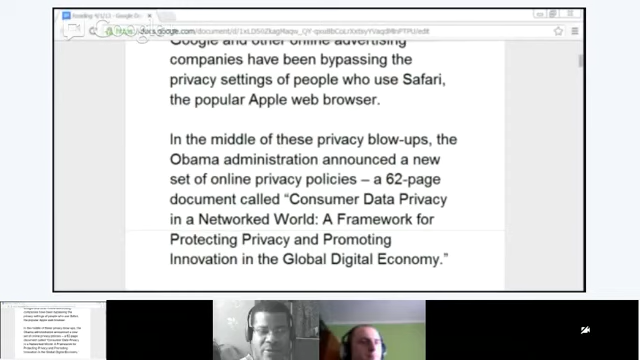 Google and other online advertising
companies have been bypassing the
privacy settings of people who use Safari,
the popular Apple web browser.
In the middle of these privacy blow-ups, the
Obama administration announced a new
set of online privacy policies – a 62-page
document called “Consumer Data Privacy
in a Networked World: A Framework for
Protecting Privacy and Promoting
Innovation in the Global Digital Economy.”